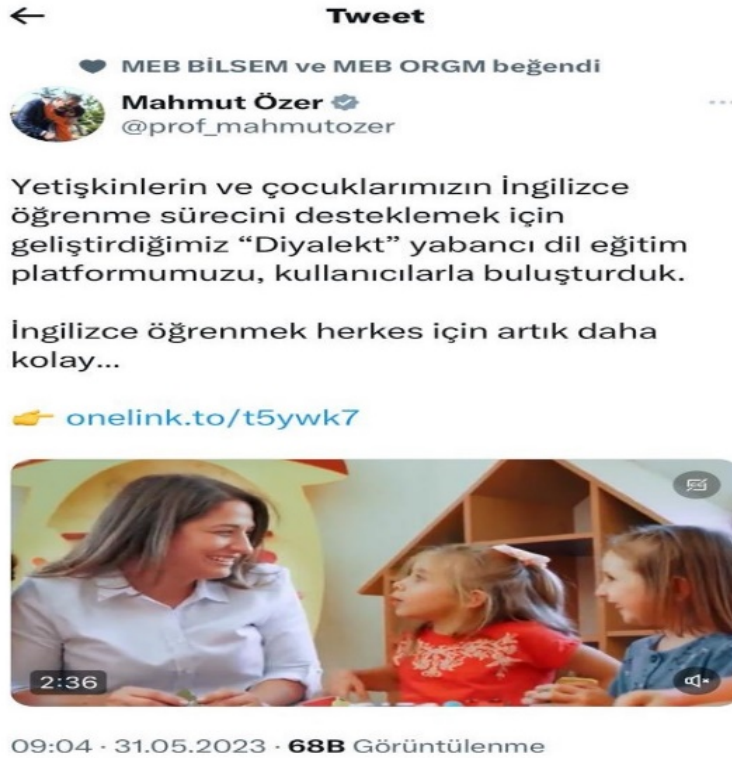 Tweet
MEB BİLSEM ve MEB ORGM beğendi
Mahmut Özer
@prof_mahmutozer
Yetişkinlerin ve çocuklarımızın İngilizce
öğrenme sürecini desteklemek için
geliştirdiğimiz “Diyalekt” yabancı dil eğitim
platformumuzu, kullanıcılarla buluşturduk.
İngilizce öğrenmek herkes için artık daha
kolay...
👉 onelink.to/t5ywk7
2:36
09:04 · 31.05.2023 · 68B Görüntülenme